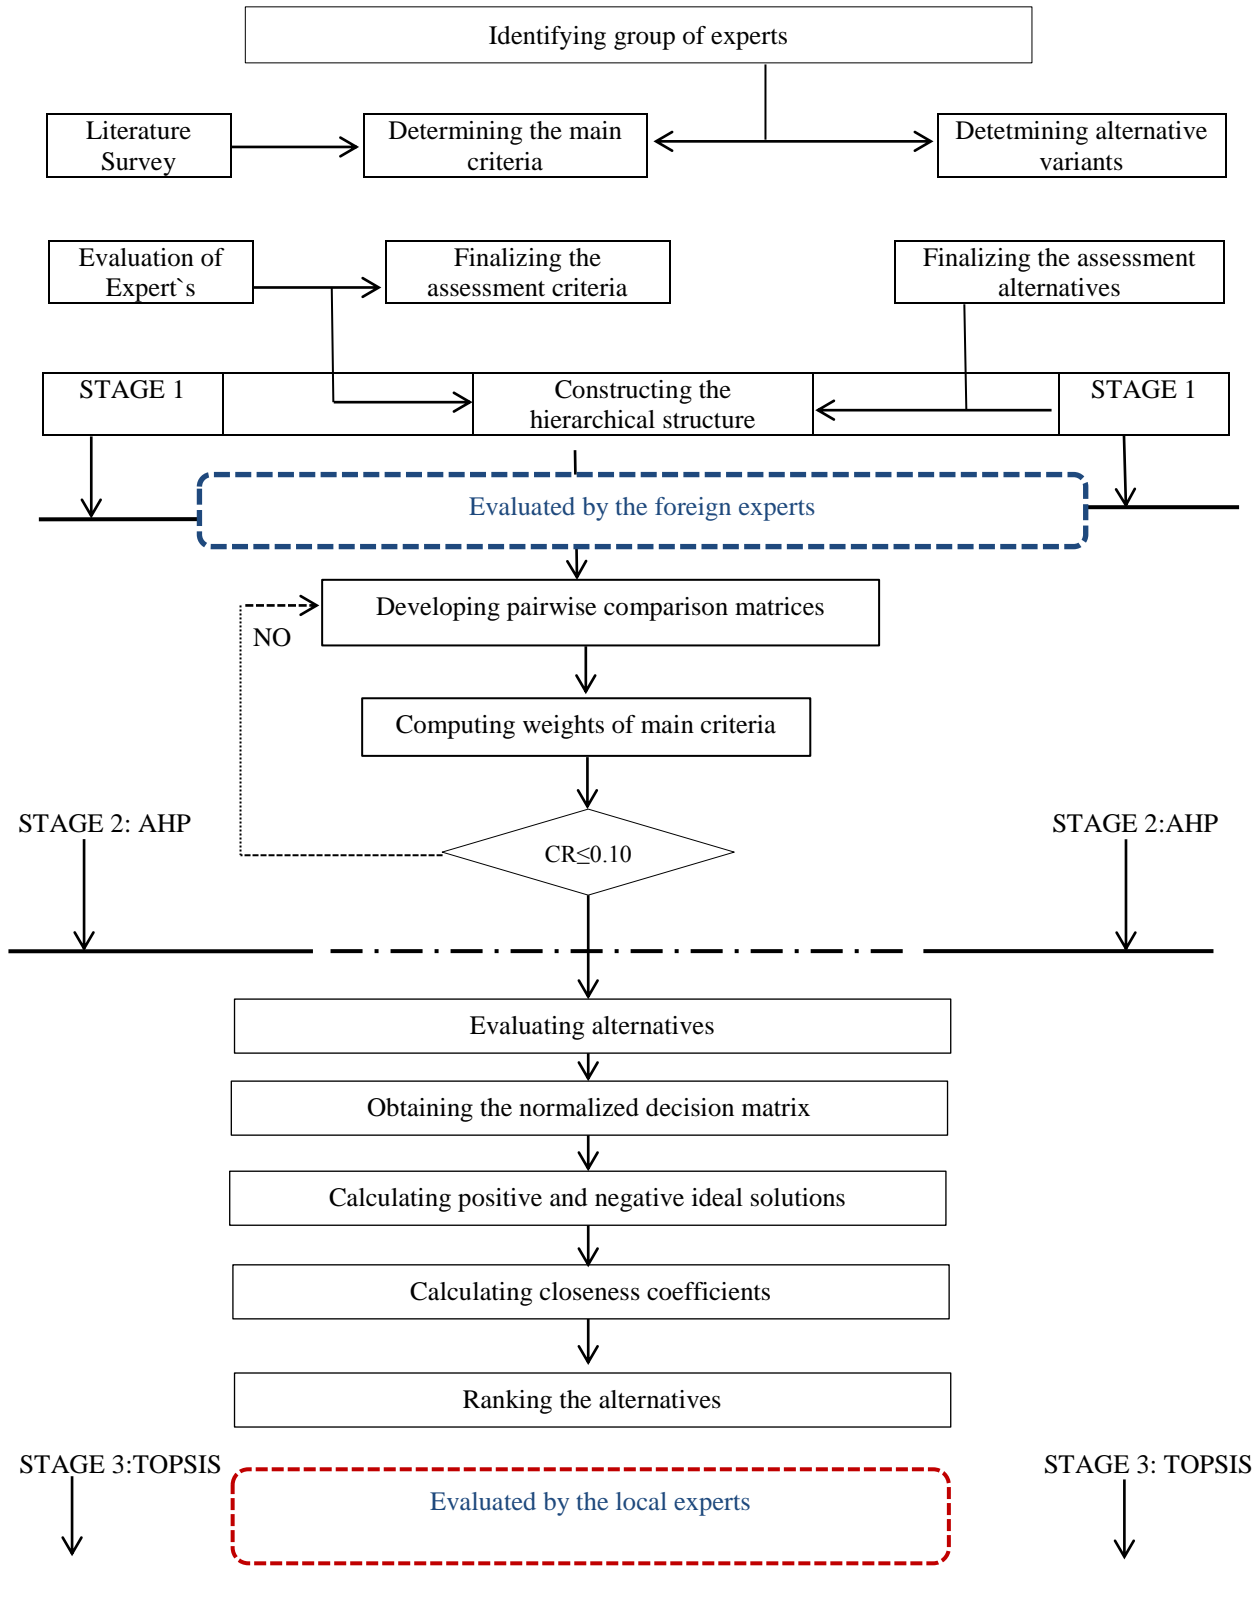 Identifying group of experts
Literature
Survey
Determining the main
criteria
Detetmining alternative
variants
Evaluation of
Expert`s
Finalizing the
assessment criteria
Finalizing the assessment
alternatives
STAGE 1
Constructing the
hierarchical structure
STAGE 1
Evaluated by the foreign experts
Developing pairwise comparison matrices
NO
Computing weights of main criteria
STAGE 2: AHP
CR≤0.10
STAGE 2:AHP
Evaluating alternatives
Obtaining the normalized decision matrix
Calculating positive and negative ideal solutions
Calculating closeness coefficients
Ranking the alternatives
STAGE 3:TOPSIS
STAGE 3: TOPSIS
Evaluated by the local experts